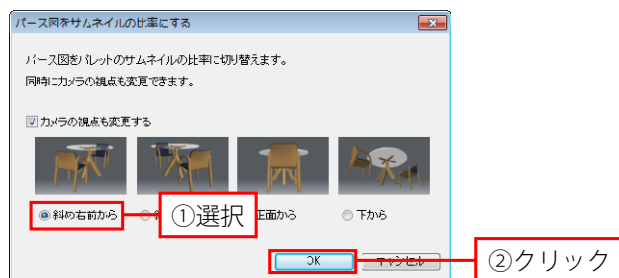 パース図をサムネイルの比率にする
パース図をパレットのサムネイルの比率に切り替えます。
同時にカメラの視点も変更できます。
カメラの視点も変更する
斜め右前から
①選択
正面から
下から
OK
キャンセル
②クリック